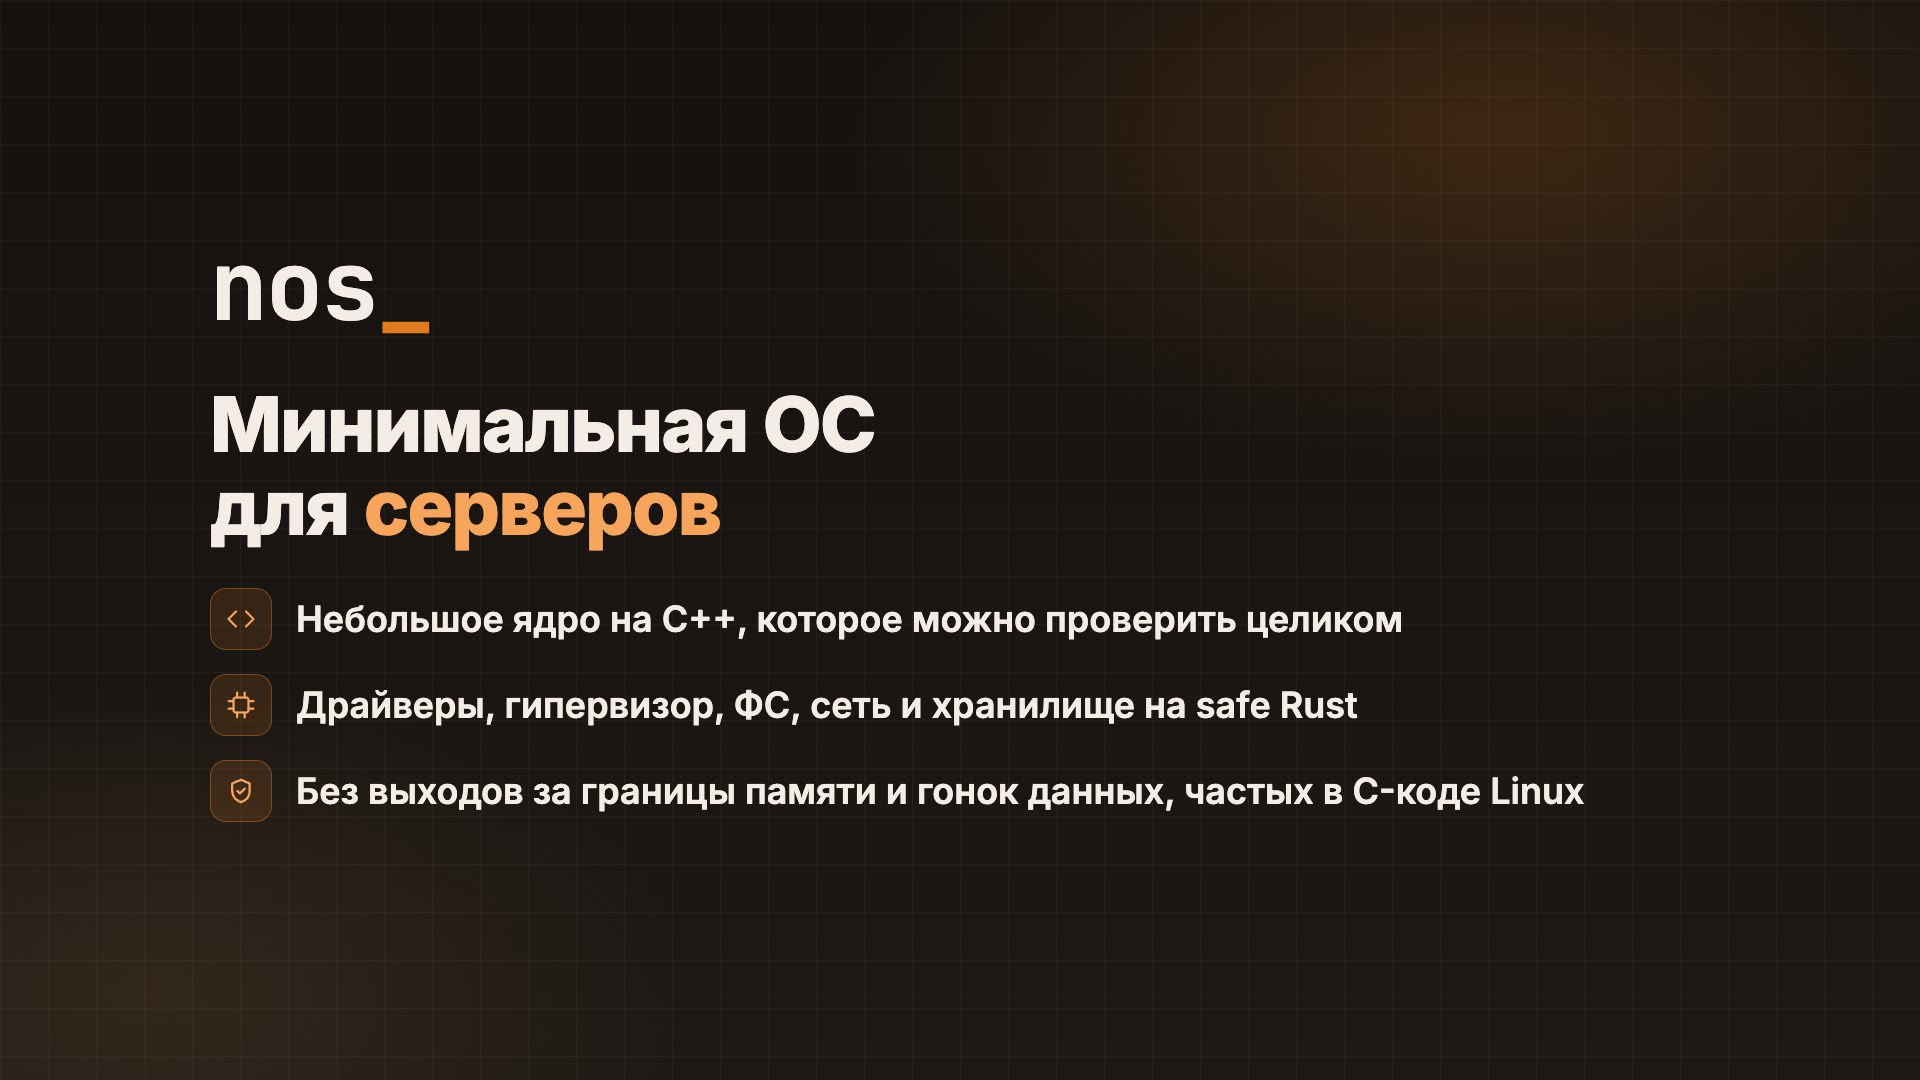 nos_
Минимальная ОС
для серверов
Небольшое ядро на C++, которое можно проверить целиком
Драйверы, гипервизор, ФС, сеть и хранилище на safe Rust
Без выходов за границы памяти и гонок данных, частых в C-коде Linux